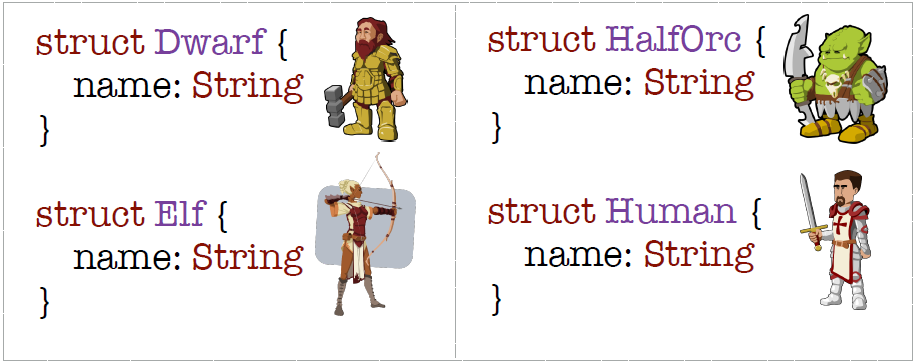 struct Dwarf {
name: String
}
struct Elf {
name: String
}
struct HalfOrc {
name: String
}
struct Human {
name: String
}